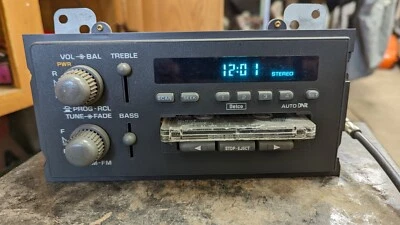 VOL BAL
TREBLE
PWR
12:01
STEREO
SCAN
SEEK
PROG-RCL
AUTO
Delco
TUNE FADE
BASS
STOP-EJECT
AM-FM